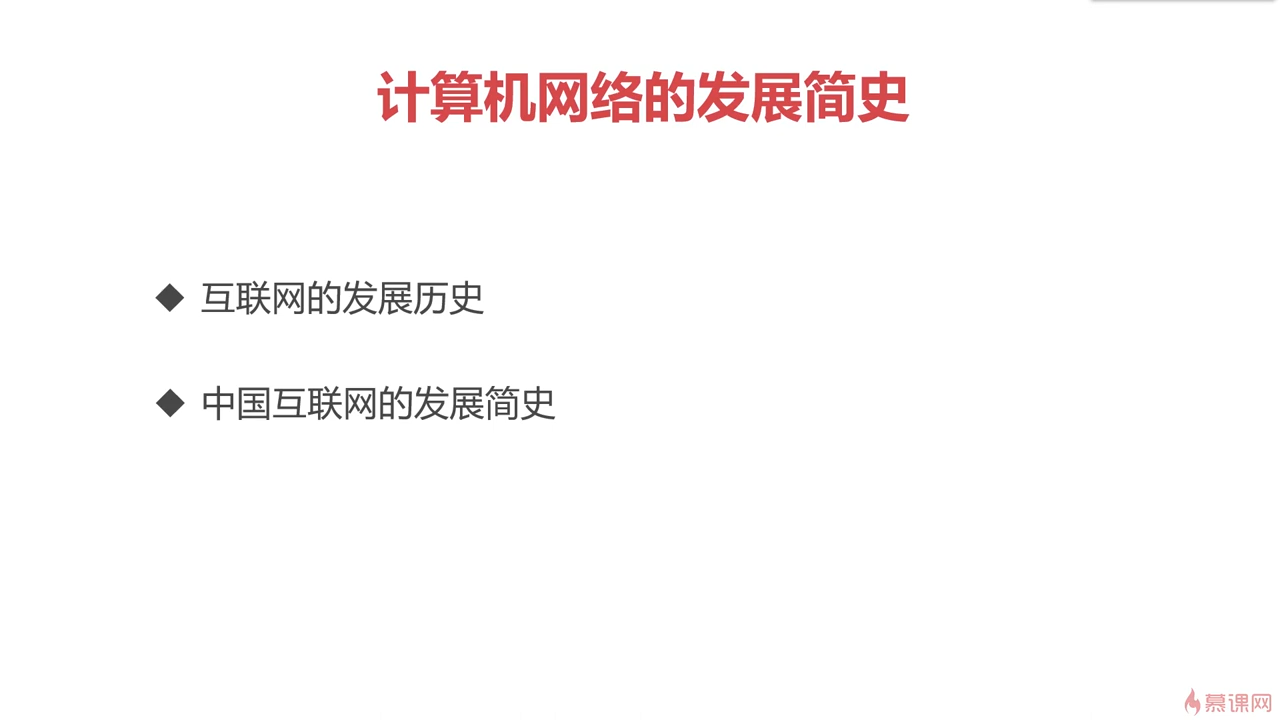 计算机网络的发展简史
◆ 互联网的发展历史
◆ 中国互联网的发展简史
慕课网